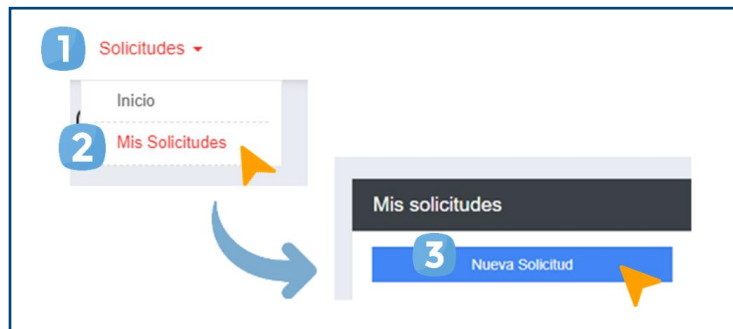 1 Solicitudes
Inicio
2 Mis Solicitudes
Mis solicitudes
3 Nueva Solicitud